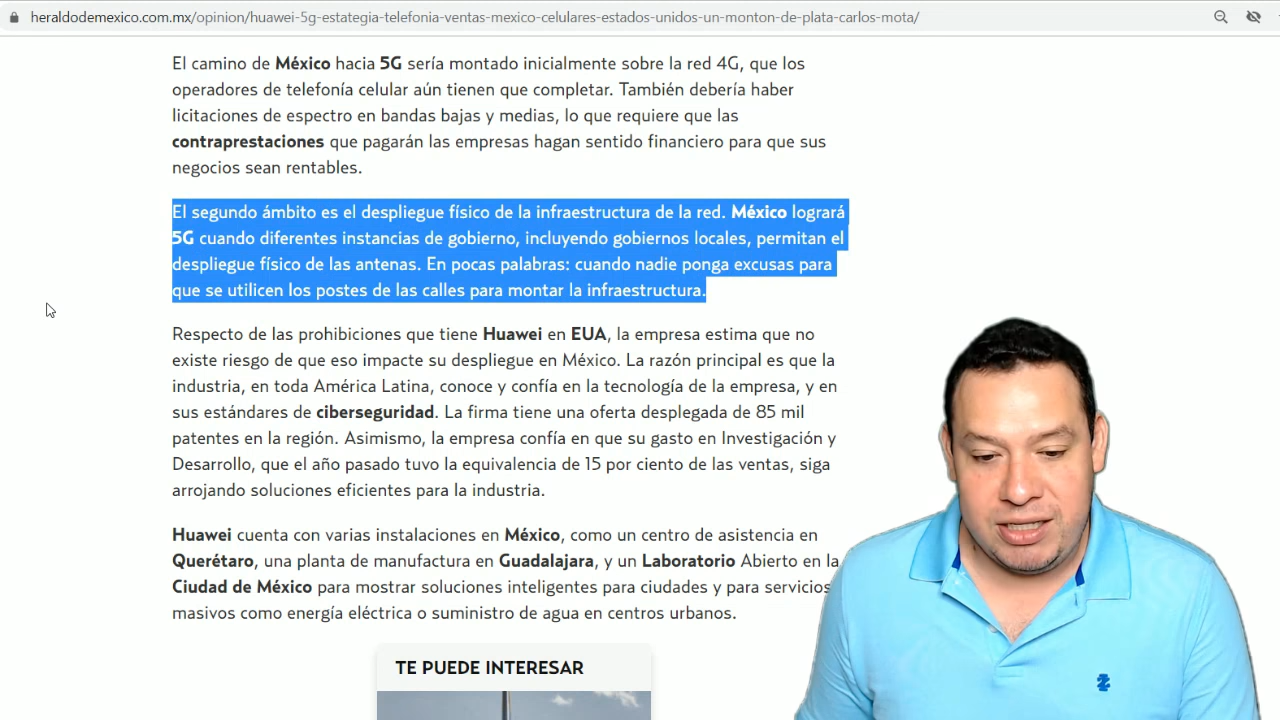 heraldodemexico.com.mx/opinion/huawei-5g-estategia-telefonia-ventas-mexico-celulares-estados-unidos-un-monton-de-plata-carlos-mota/
El camino de México hacia 5G sería montado inicialmente sobre la red 4G, que los
operadores de telefonía celular aún tienen que completar. También debería haber
licitaciones de espectro en bandas bajas y medias, lo que requiere que las
contraprestaciones que pagarán las empresas hagan sentido financiero para que sus
negocios sean rentables.
El segundo ámbito es el despliegue físico de la infraestructura de la red. México logrará
5G cuando diferentes instancias de gobierno, incluyendo gobiernos locales, permitan el
despliegue físico de las antenas. En pocas palabras: cuando nadie ponga excusas para
que se utilicen los postes de las calles para montar la infraestructura.
Respecto de las prohibiciones que tiene Huawei en EUA, la empresa estima que no
existe riesgo de que eso impacte su despliegue en México. La razón principal es que la
industria, en toda América Latina, conoce y confía en la tecnología de la empresa, y en
sus estándares de ciberseguridad. La firma tiene una oferta desplegada de 85 mil
patentes en la región. Asimismo, la empresa confía en que su gasto en Investigación y
Desarrollo, que el año pasado tuvo la equivalencia de 15 por ciento de las ventas, siga
arrojando soluciones eficientes para la industria.
Huawei cuenta con varias instalaciones en México, como un centro de asistencia en
Querétaro, una planta de manufactura en Guadalajara, y un Laboratorio Abierto en la
Ciudad de México para mostrar soluciones inteligentes para ciudades y para servicios
masivos como energía eléctrica o suministro de agua en centros urbanos.
TE PUEDE INTERESAR